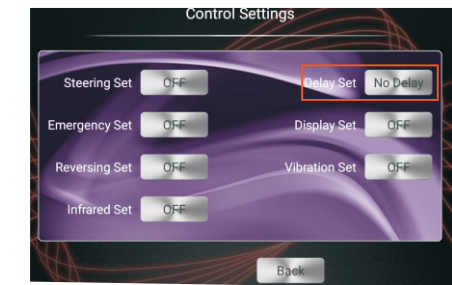 Control Settings
Steering Set OFF
Delay Set No Delay
Emergency Set OFF
Display Set OFF
Reversing Set OFF
Vibration Set OFF
Infrared Set OFF
Back